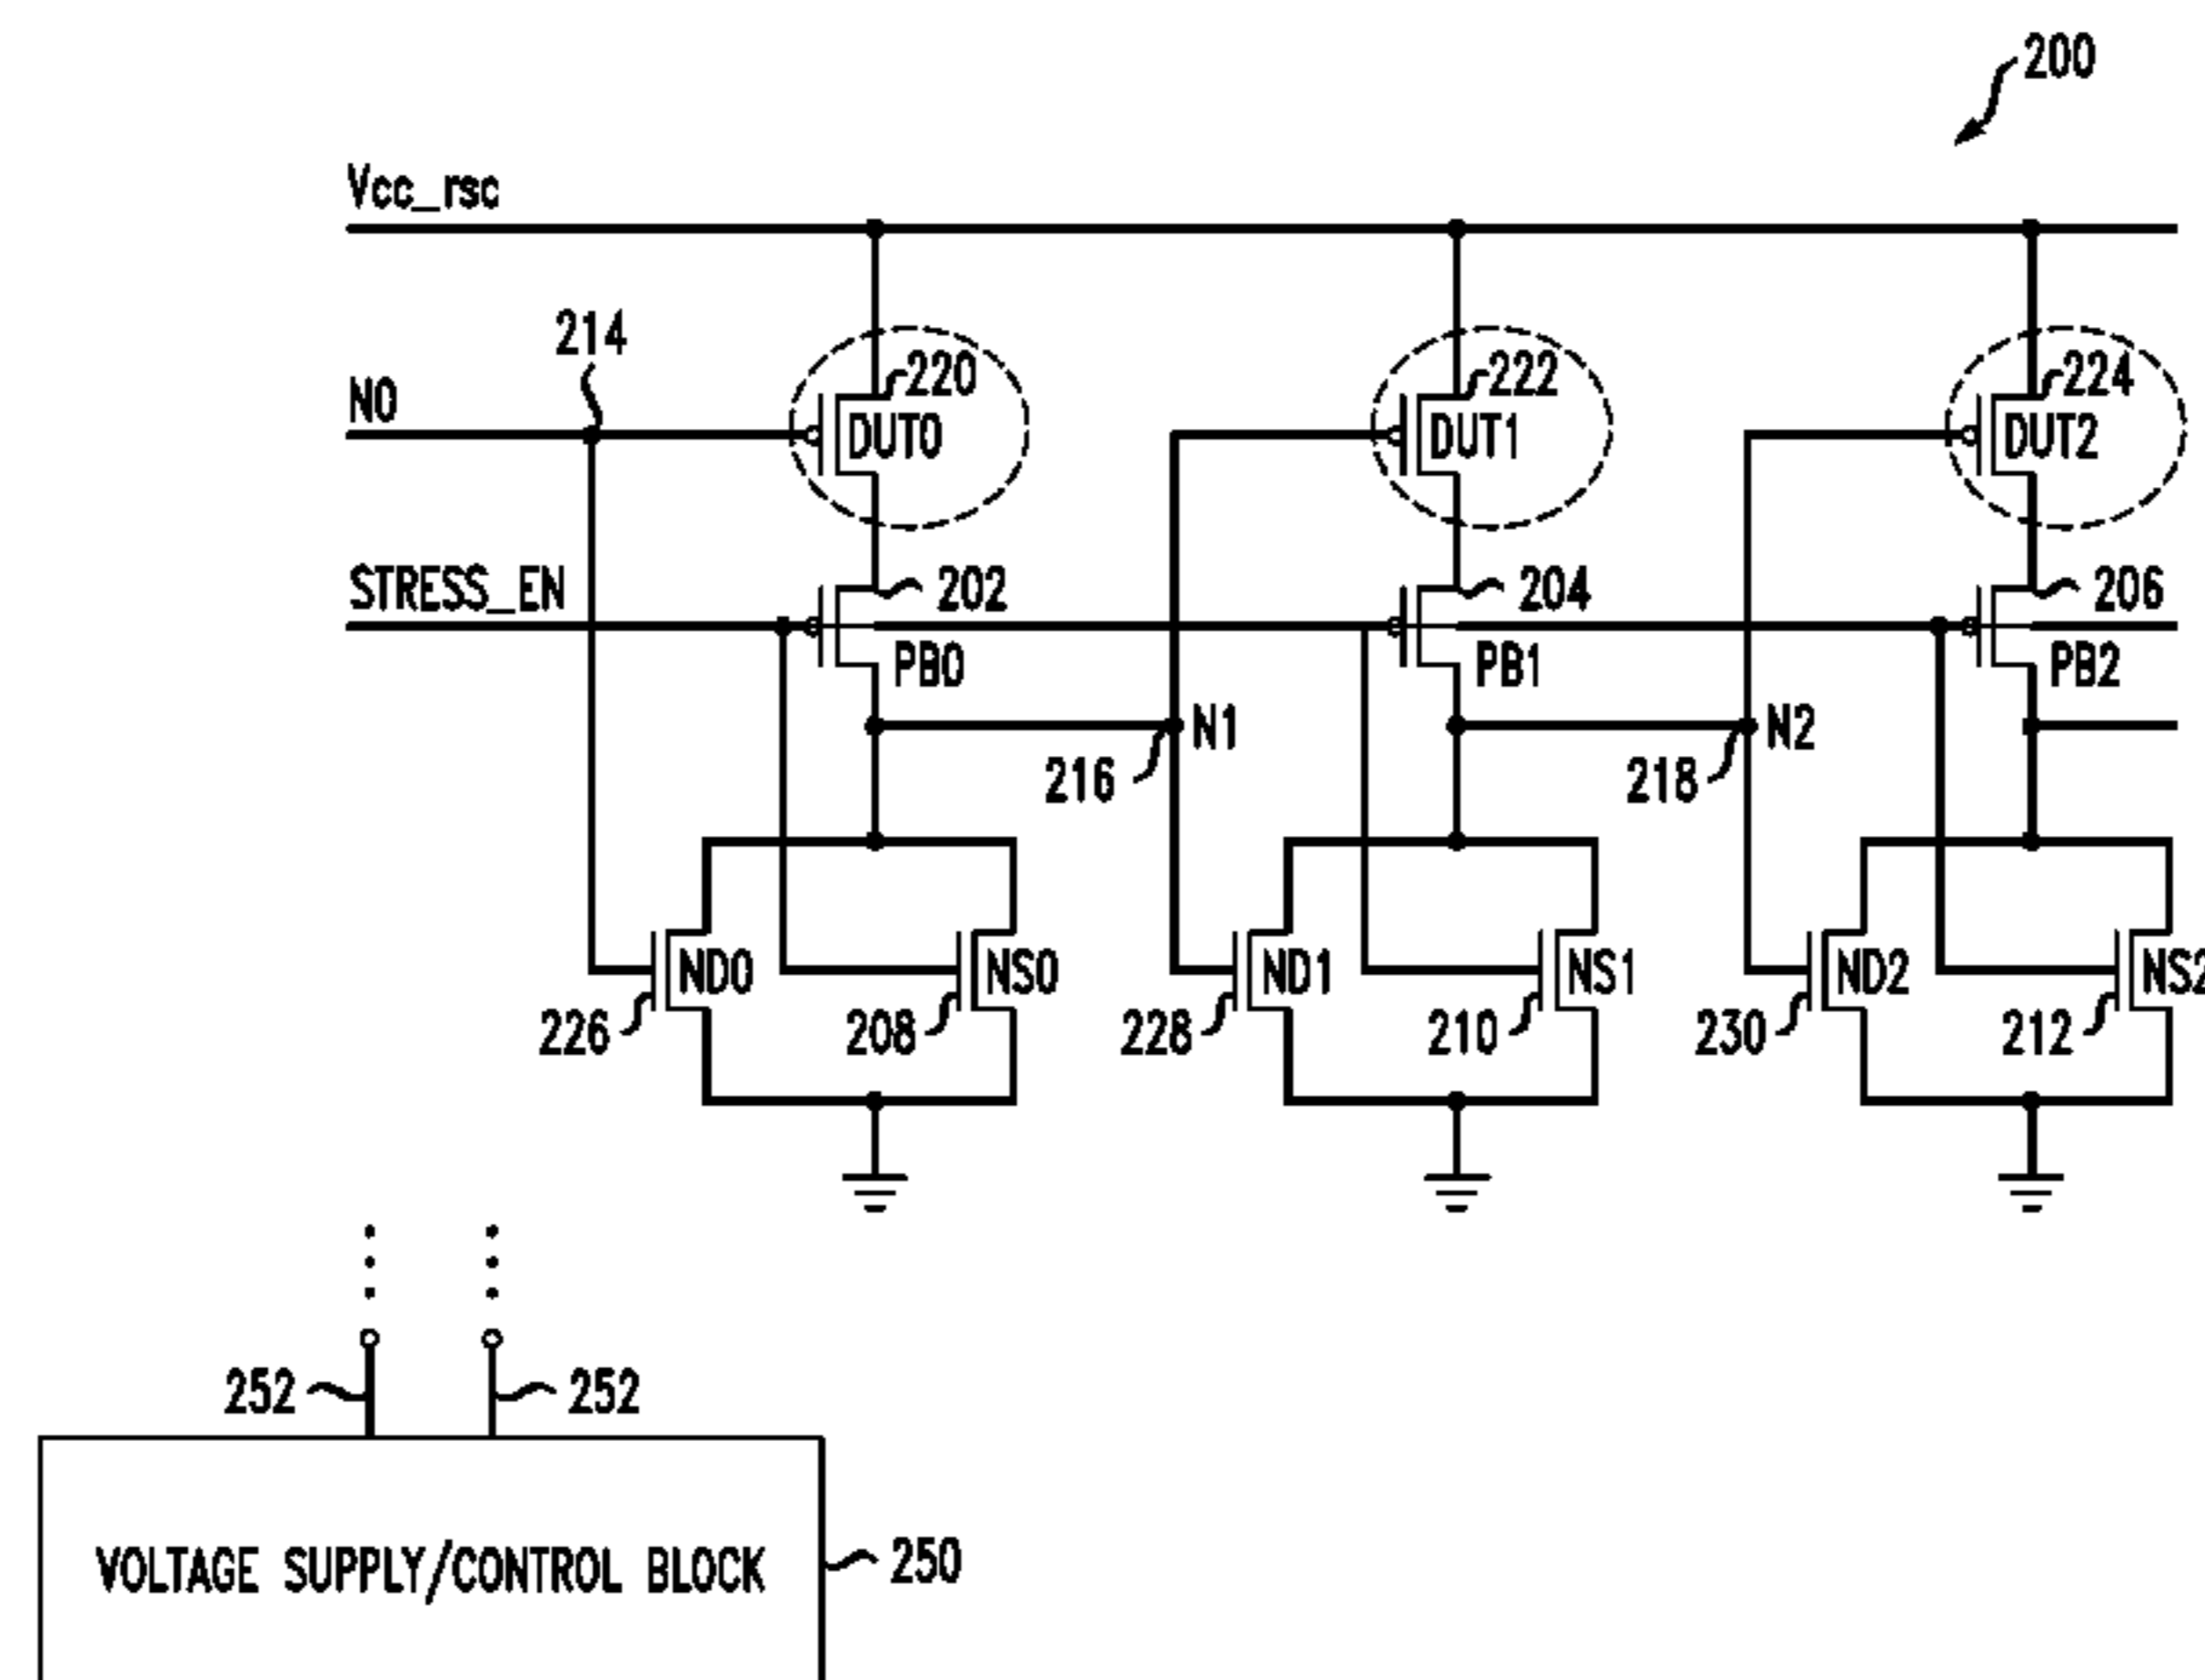 200
Vcc_rsc
214
N0
220
DUT0
222
DUT1
224
DUT2
STRESS_EN
202
PB0
204
PB1
206
PB2
N1
216
N2
218
ND0
226
NS0
208
ND1
228
NS1
210
ND2
230
NS2
212
252
252
VOLTAGE SUPPLY/CONTROL BLOCK
250